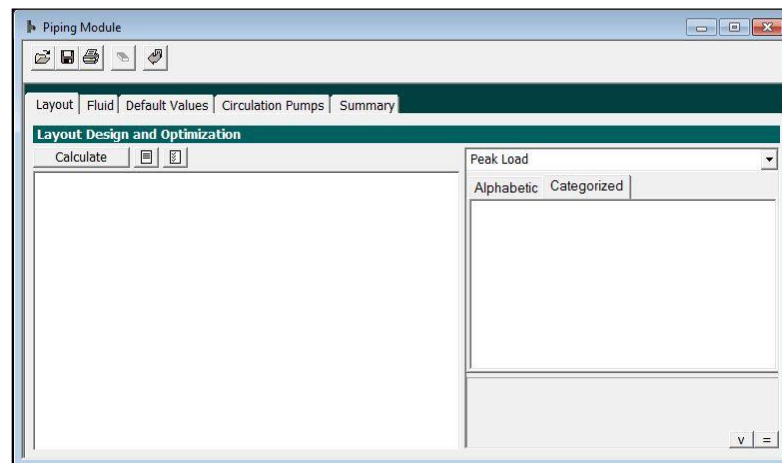 Piping Module
Layout Fluid Default Values Circulation Pumps Summary
Layout Design and Optimization
Calculate
Peak Load
Alphabetic Categorized
v =